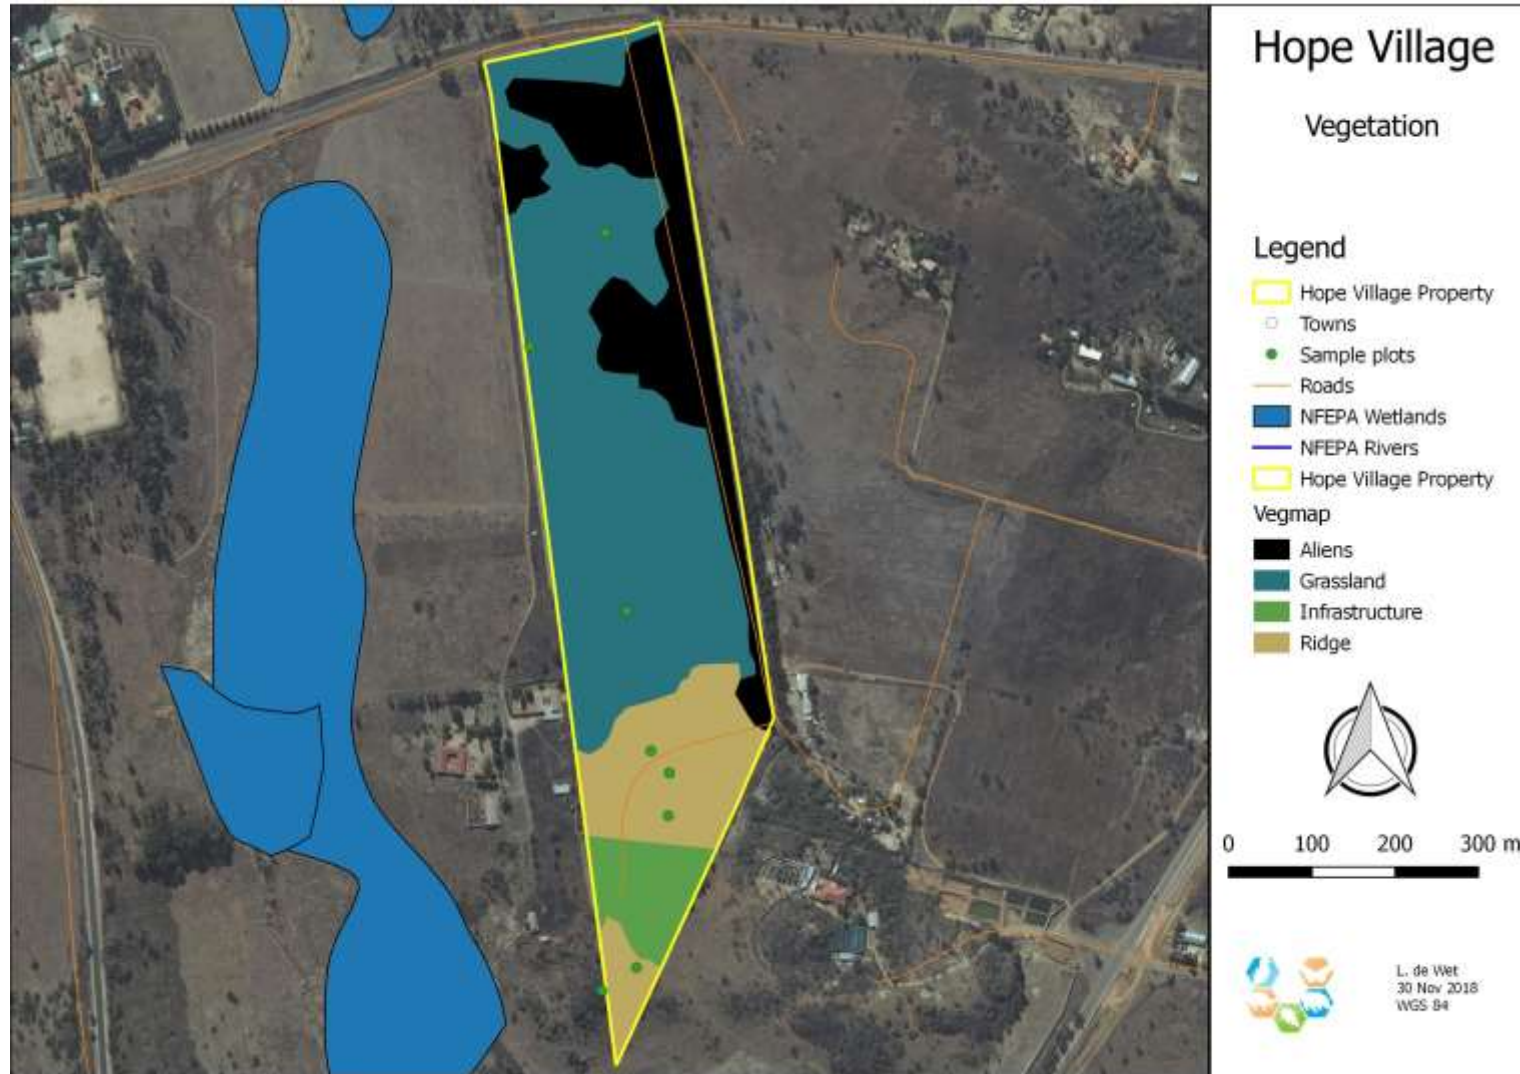 Hope Village
Vegetation
Legend
Hope Village Property
Towns
Sample plots
Roads
NFEPA Wetlands
NFEPA Rivers
Hope Village Property
Vegmap
Aliens
Grassland
Infrastructure
Ridge
0 100 200 300 m
L. de Wet
30 Nov 2018
WGS 84